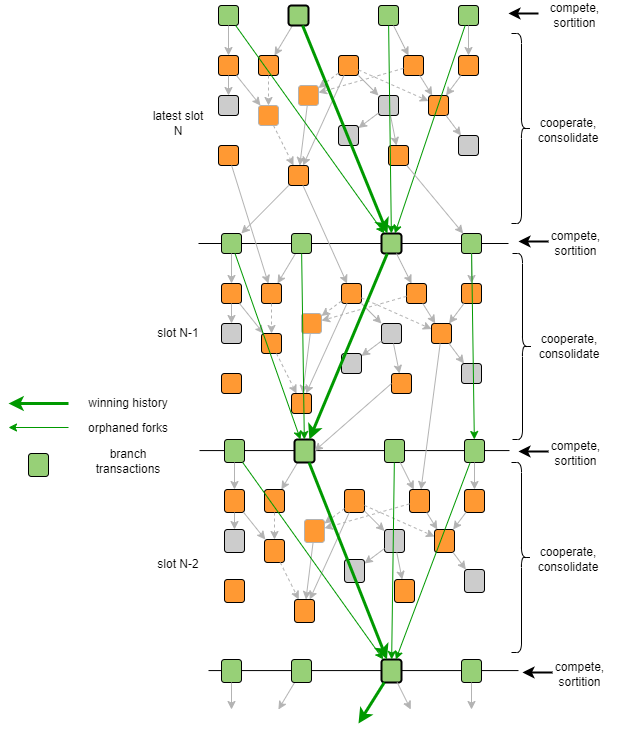 compete,
sortition
latest slot
N
cooperate,
consolidate
compete,
sortition
slot N-1
cooperate,
consolidate
winning history
orphaned forks
branch
transactions
compete,
sortition
slot N-2
cooperate,
consolidate
compete,
sortition